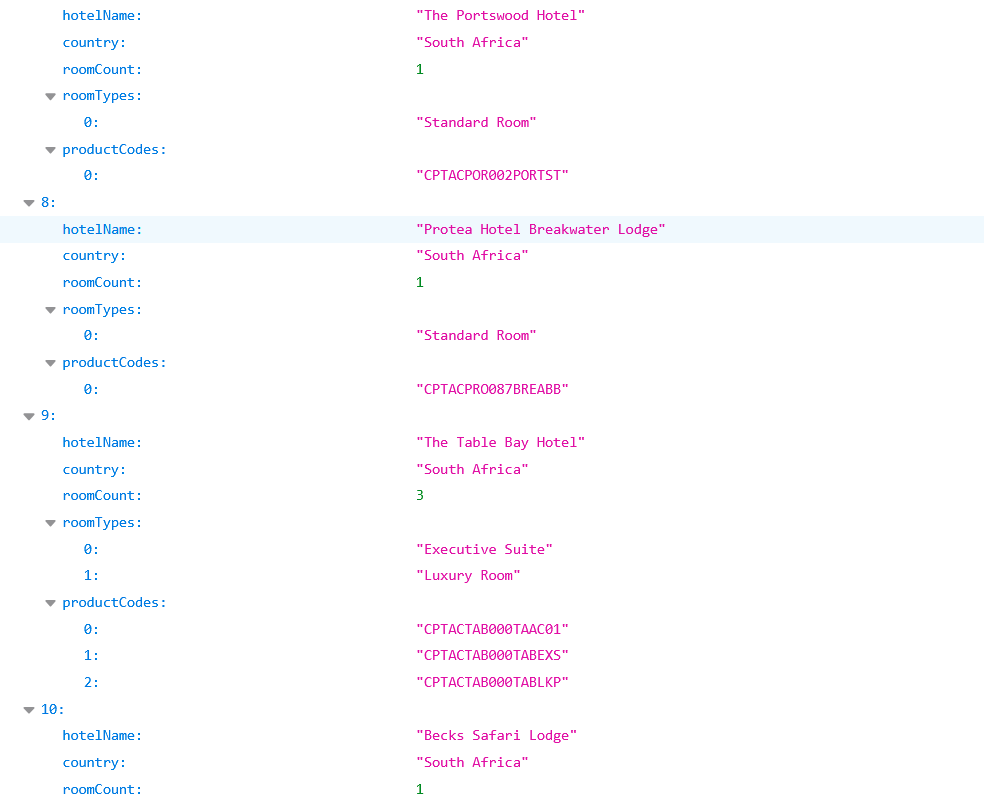 hotelName: "The Portswood Hotel"
country: "South Africa"
roomCount: 1
roomTypes:
0: "Standard Room"
productCodes:
0: "CPTACPOR002PORTST"
8:
hotelName: "Protea Hotel Breakwater Lodge"
country: "South Africa"
roomCount: 1
roomTypes:
0: "Standard Room"
productCodes:
0: "CPTACPRO087BREABB"
9:
hotelName: "The Table Bay Hotel"
country: "South Africa"
roomCount: 3
roomTypes:
0: "Executive Suite"
1: "Luxury Room"
productCodes:
0: "CPTACTAB000TAAC01"
1: "CPTACTAB000TABEXS"
2: "CPTACTAB000TABLKP"
10:
hotelName: "Becks Safari Lodge"
country: "South Africa"
roomCount: 1